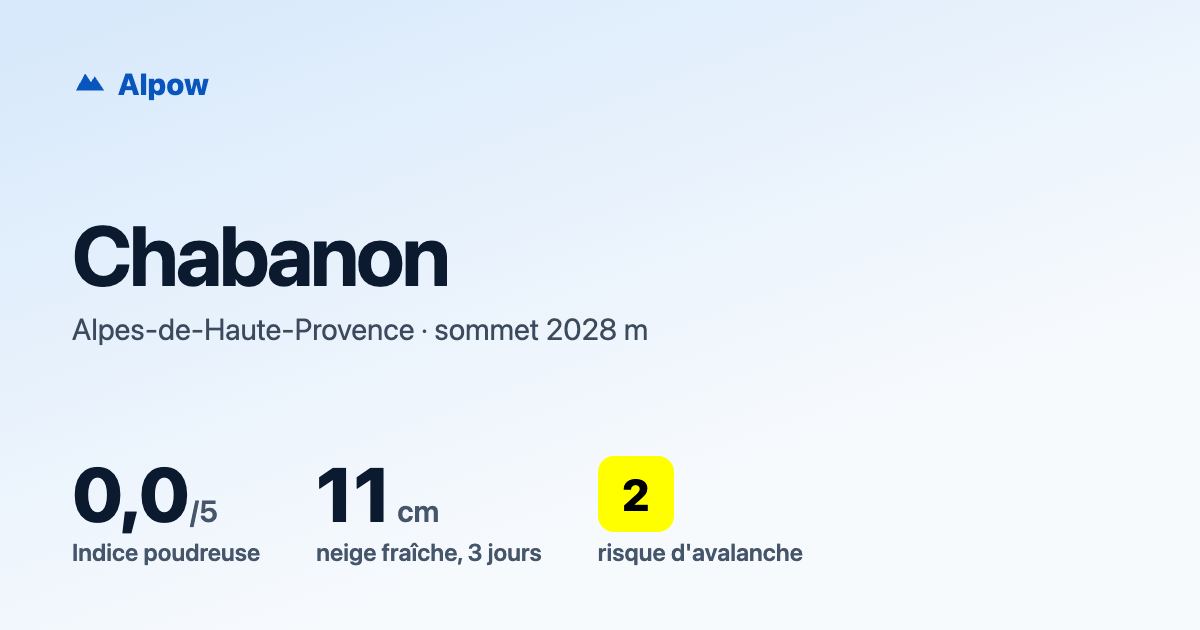 Alpow
Chabanon
Alpes-de-Haute-Provence · sommet 2028 m
0,0/5 11 cm 2
Indice poudreuse neige fraîche, 3 jours risque d'avalanche